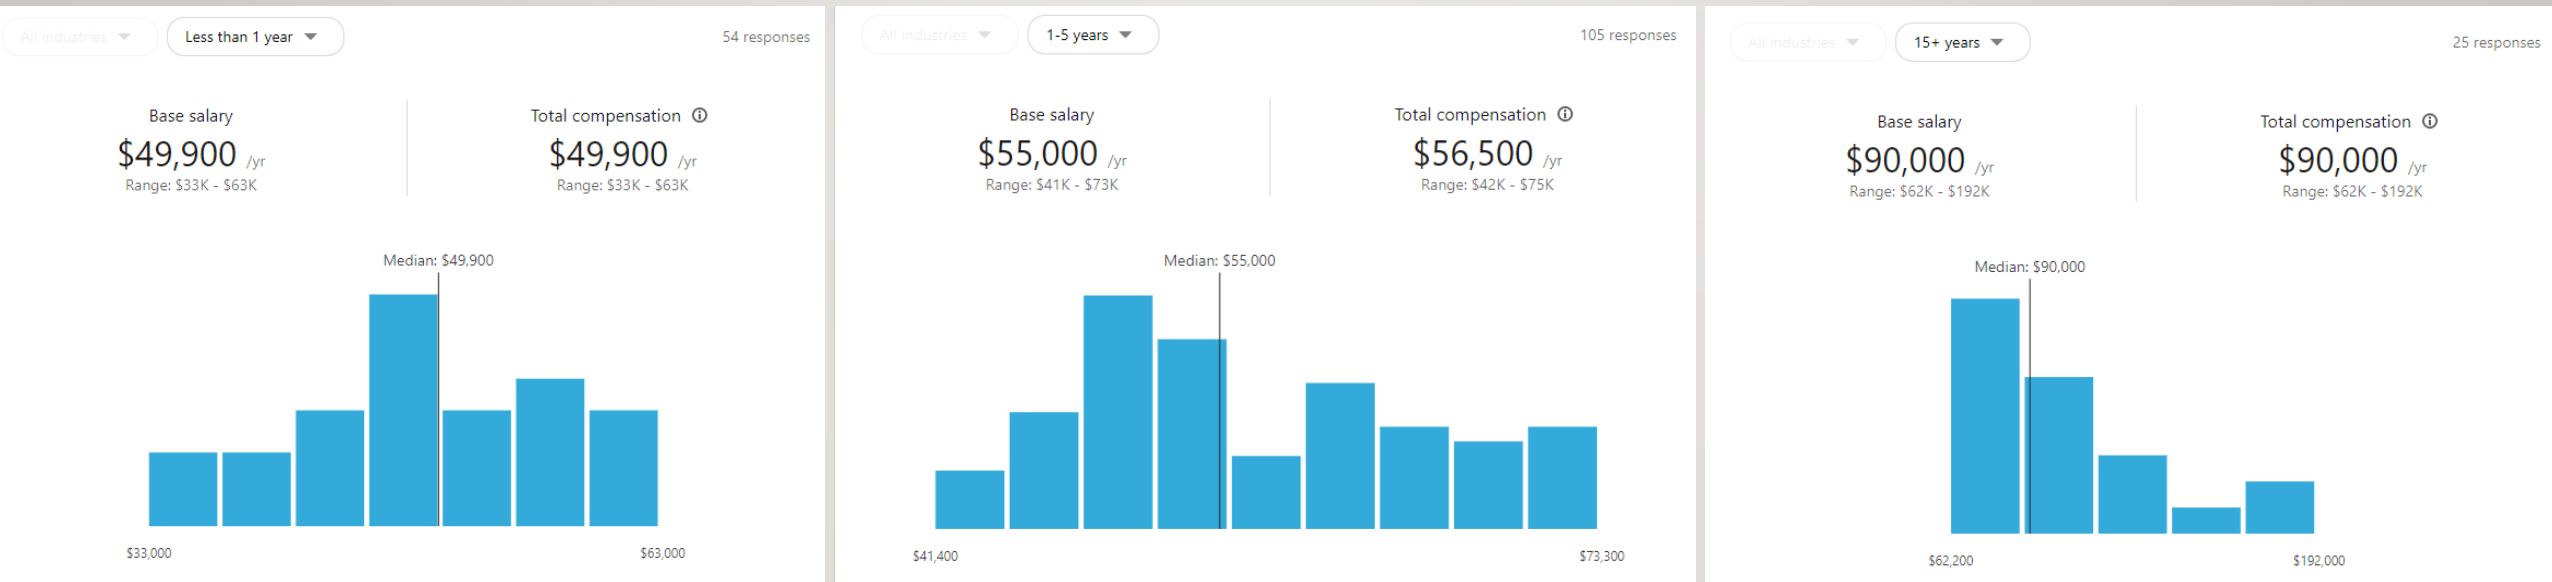 All industries
Less than 1 year
54 responses
Base salary
$49,900 /yr
Range: $33K - $63K
Total compensation
$49,900 /yr
Range: $33K - $63K
Median: $49,900
$33,000
$63,000
All industries
1-5 years
105 responses
Base salary
$55,000 /yr
Range: $41K - $73K
Total compensation
$56,500 /yr
Range: $42K - $75K
Median: $55,000
$41,400
$73,300
All industries
15+ years
25 responses
Base salary
$90,000 /yr
Range: $62K - $192K
Total compensation
$90,000 /yr
Range: $62K - $192K
Median: $90,000
$62,200
$192,000